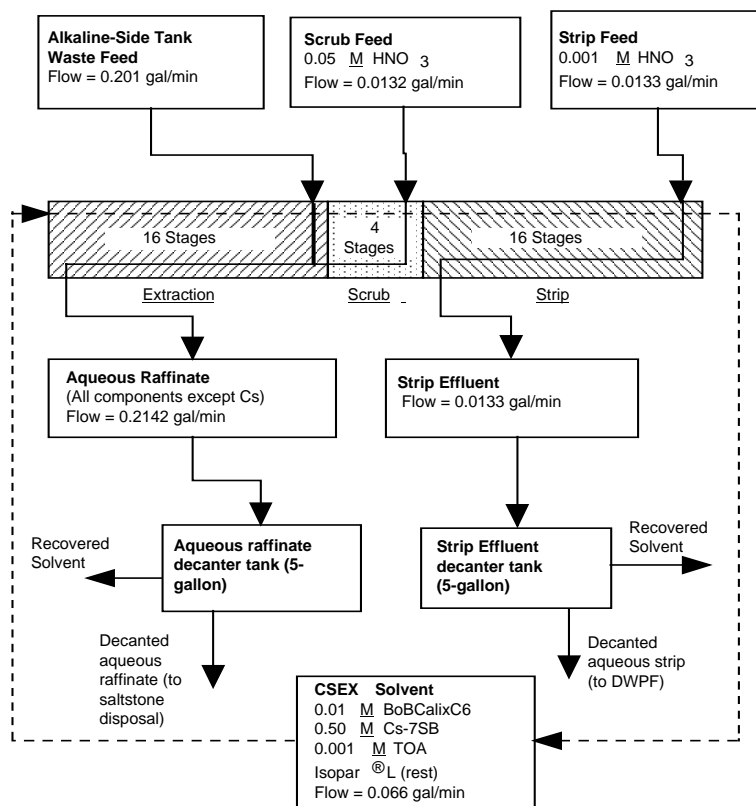 Alkaline-Side Tank
Waste Feed
Flow = 0.201 gal/min
Scrub Feed
0.05 M HNO 3
Flow = 0.0132 gal/min
Strip Feed
0.001 M HNO 3
Flow = 0.0133 gal/min
16 Stages
4
Stages
16 Stages
Extraction
Scrub
Strip
Aqueous Raffinate
(All components except Cs)
Flow = 0.2142 gal/min
Strip Effluent
Flow = 0.0133 gal/min
Recovered
Solvent
Aqueous raffinate
decanter tank (5-
gallon)
Strip Effluent
decanter tank
(5-gallon)
Recovered
Solvent
Decanted
aqueous
raffinate (to
saltstone
disposal)
Decanted
aqueous strip
(to DWPF)
CSEX Solvent
0.01 M BoBCalixC6
0.50 M Cs-7SB
0.001 M TOA
Isopar ®L (rest)
Flow = 0.066 gal/min